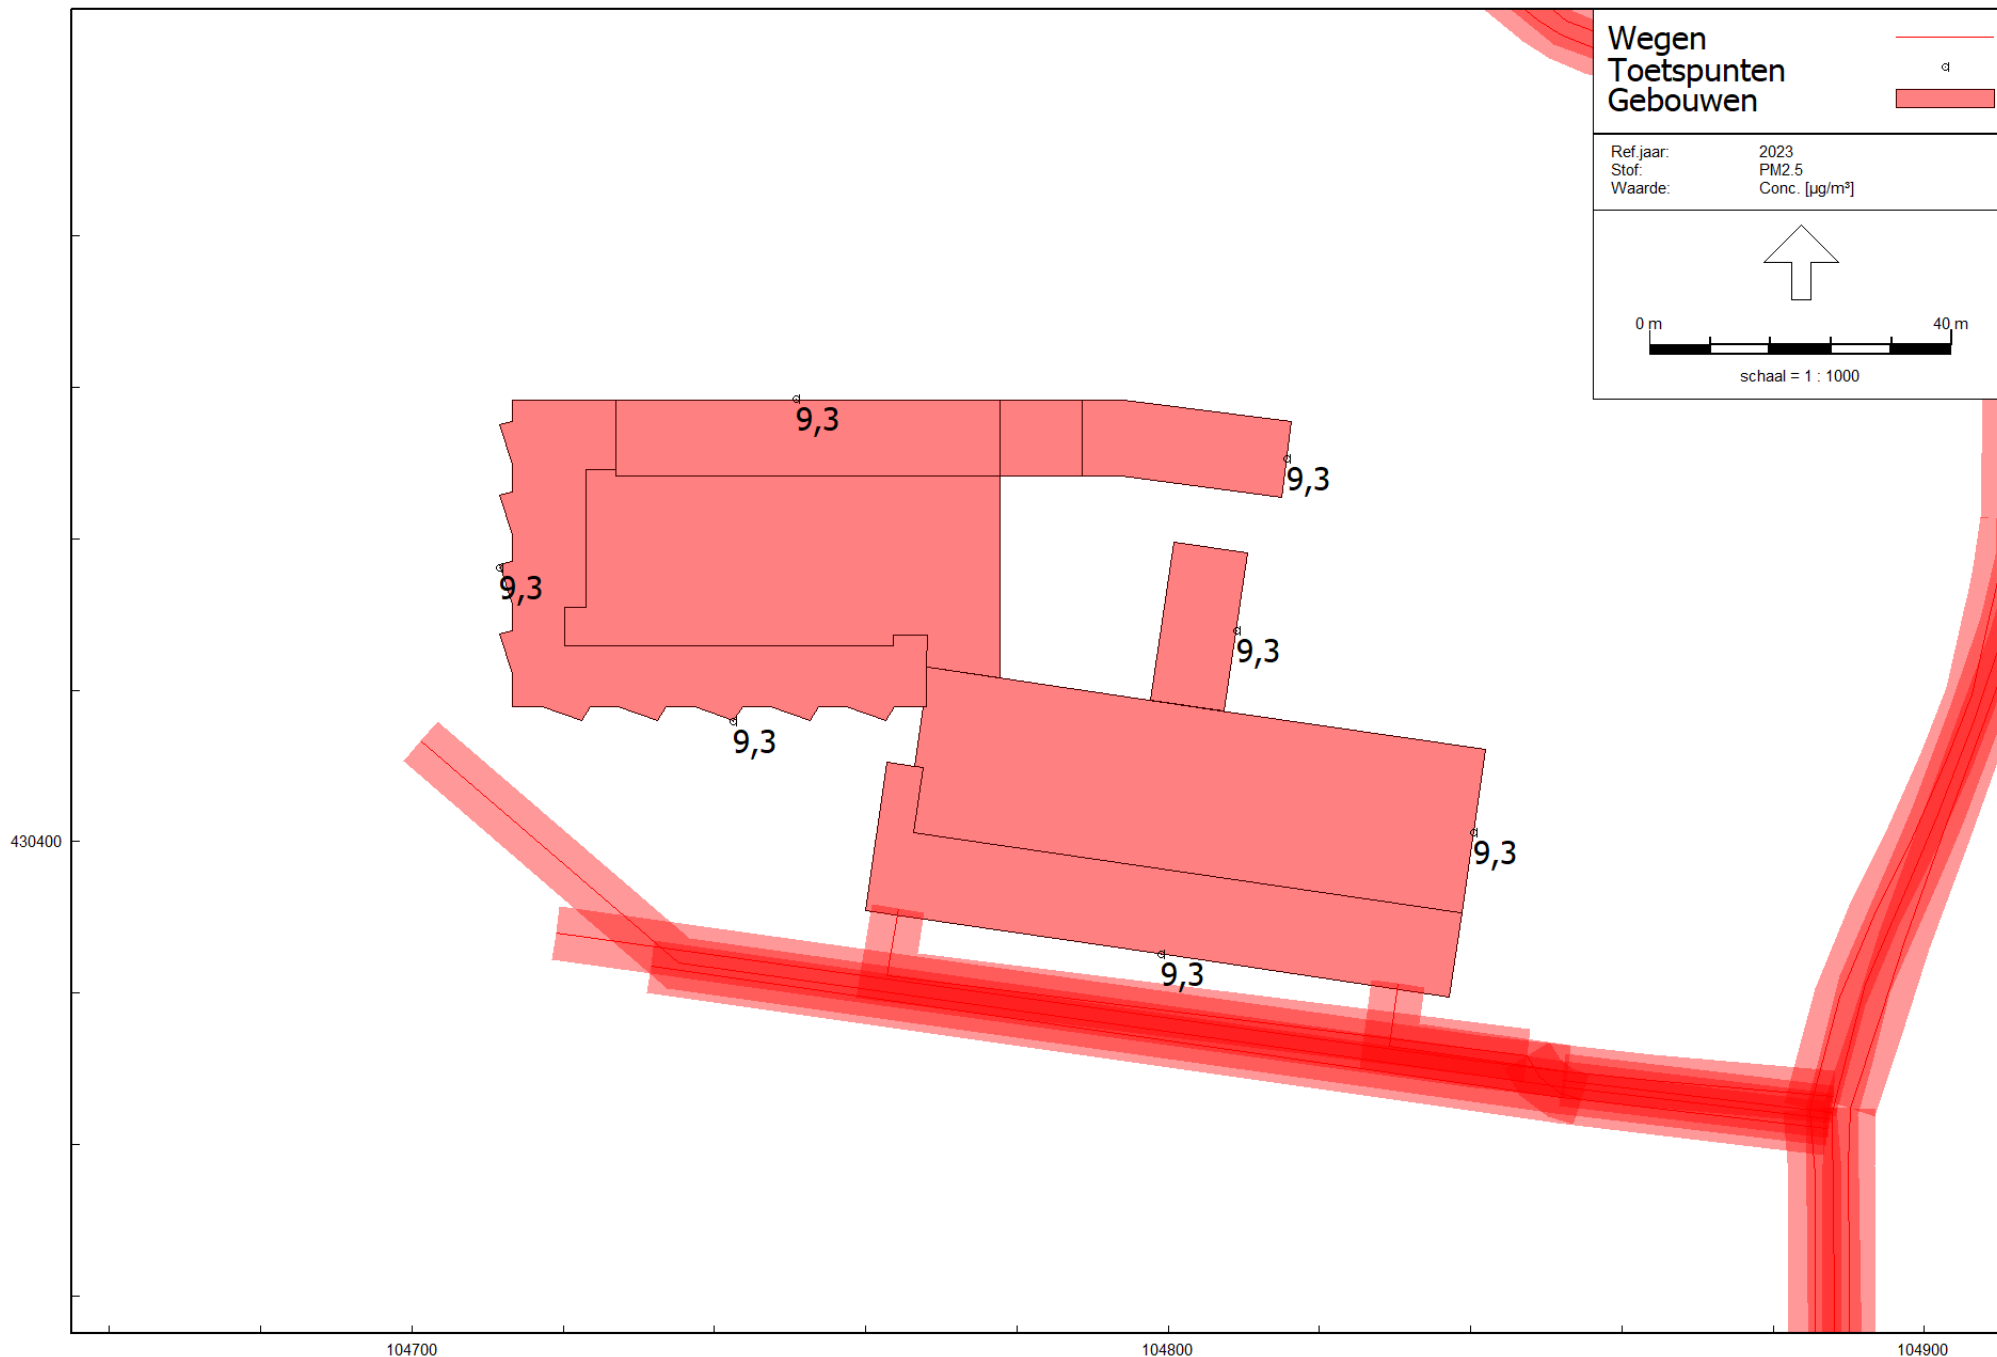 Wegen
Toetspunten
Gebouwen
Ref.jaar: 2023
Stof: PM2.5
Waarde: Conc. [µg/m³]
0 m 40 m
schaal = 1 : 1000
9,3
9,3
9,3
9,3
9,3
9,3
9,3
430400
104700 104800 104900